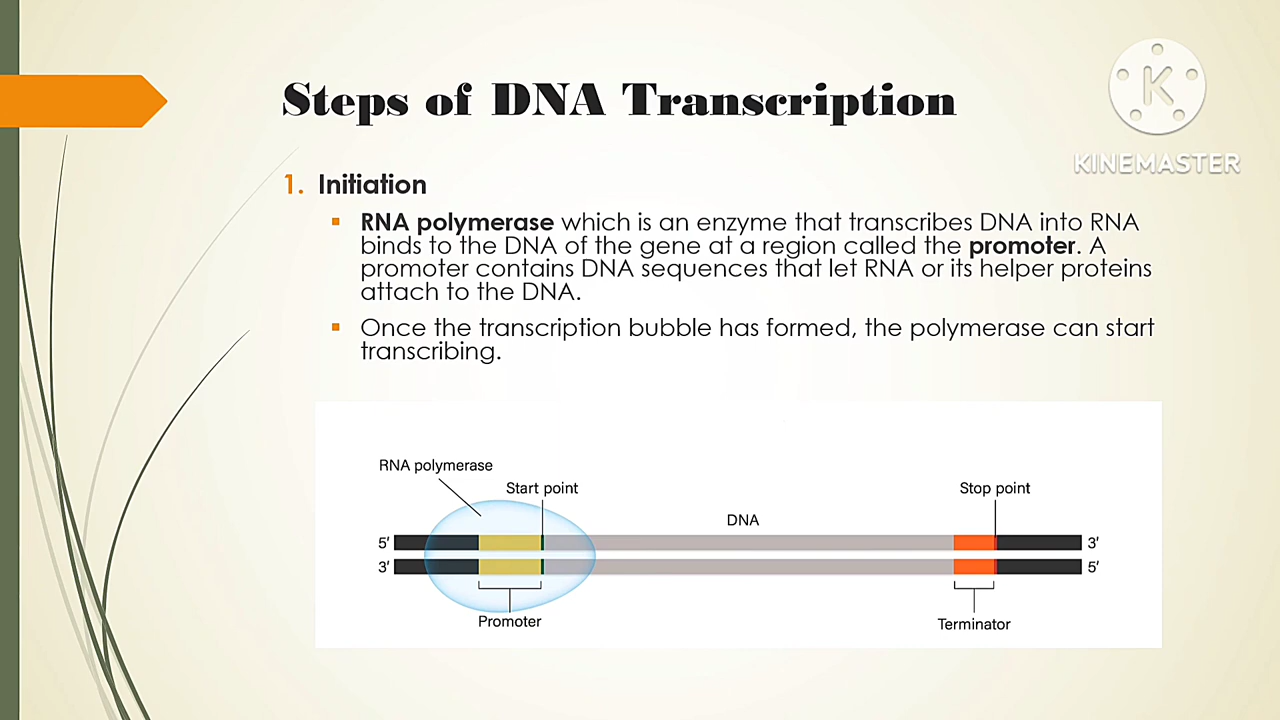 Steps of DNA Transcription
K
KINEMASTER
1. Initiation
▪ RNA polymerase which is an enzyme that transcribes DNA into RNA
binds to the DNA of the gene at a region called the promoter. A
promoter contains DNA sequences that let RNA or its helper proteins
attach to the DNA.
▪ Once the transcription bubble has formed, the polymerase can start
transcribing.
RNA polymerase
Start point
Stop point
DNA
5′ 3′
3′ 5′
Promoter
Terminator